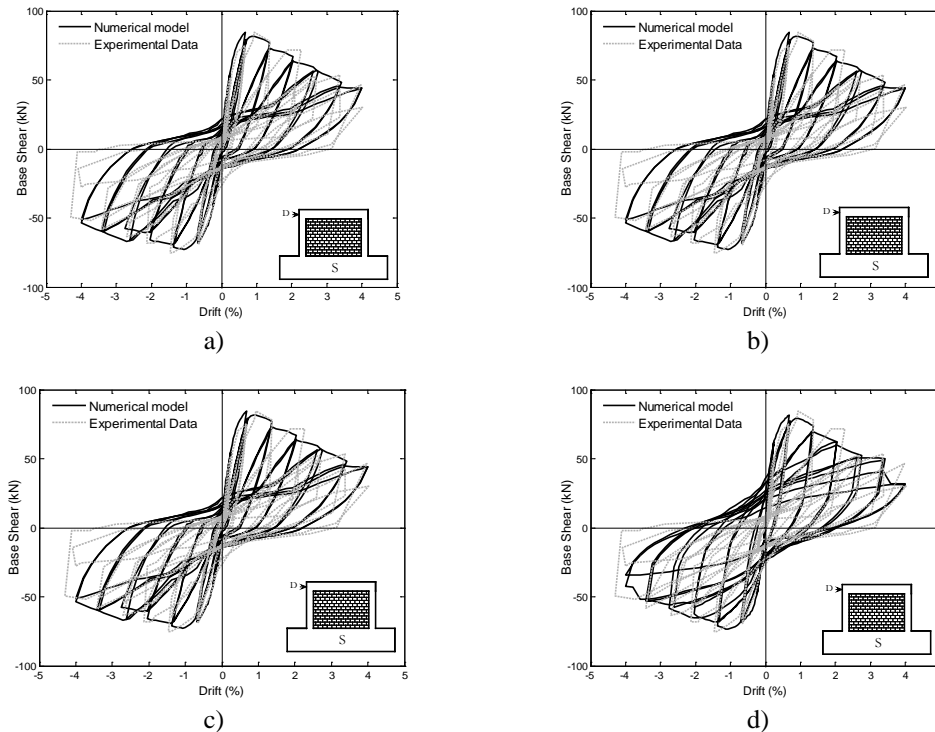 100
50
0
-50
-100
Base Shear (kN)
Numerical model
Experimental Data
D
S
-5 -4 -3 -2 -1 0 1 2 3 4 5
Drift (%)
a)
100
50
0
-50
-100
Base Shear (kN)
Numerical model
Experimental Data
D
S
-5 -4 -3 -2 -1 0 1 2 3 4
Drift (%)
b)
100
50
0
-50
-100
Base Shear (kN)
Numerical model
Experimental Data
D
S
-5 -4 -3 -2 -1 0 1 2 3 4 5
Drift (%)
c)
100
50
0
-50
-100
Base Shear (kN)
Numerical model
Experimental Data
D
S
-5 -4 -3 -2 -1 0 1 2 3 4
Drift (%)
d)